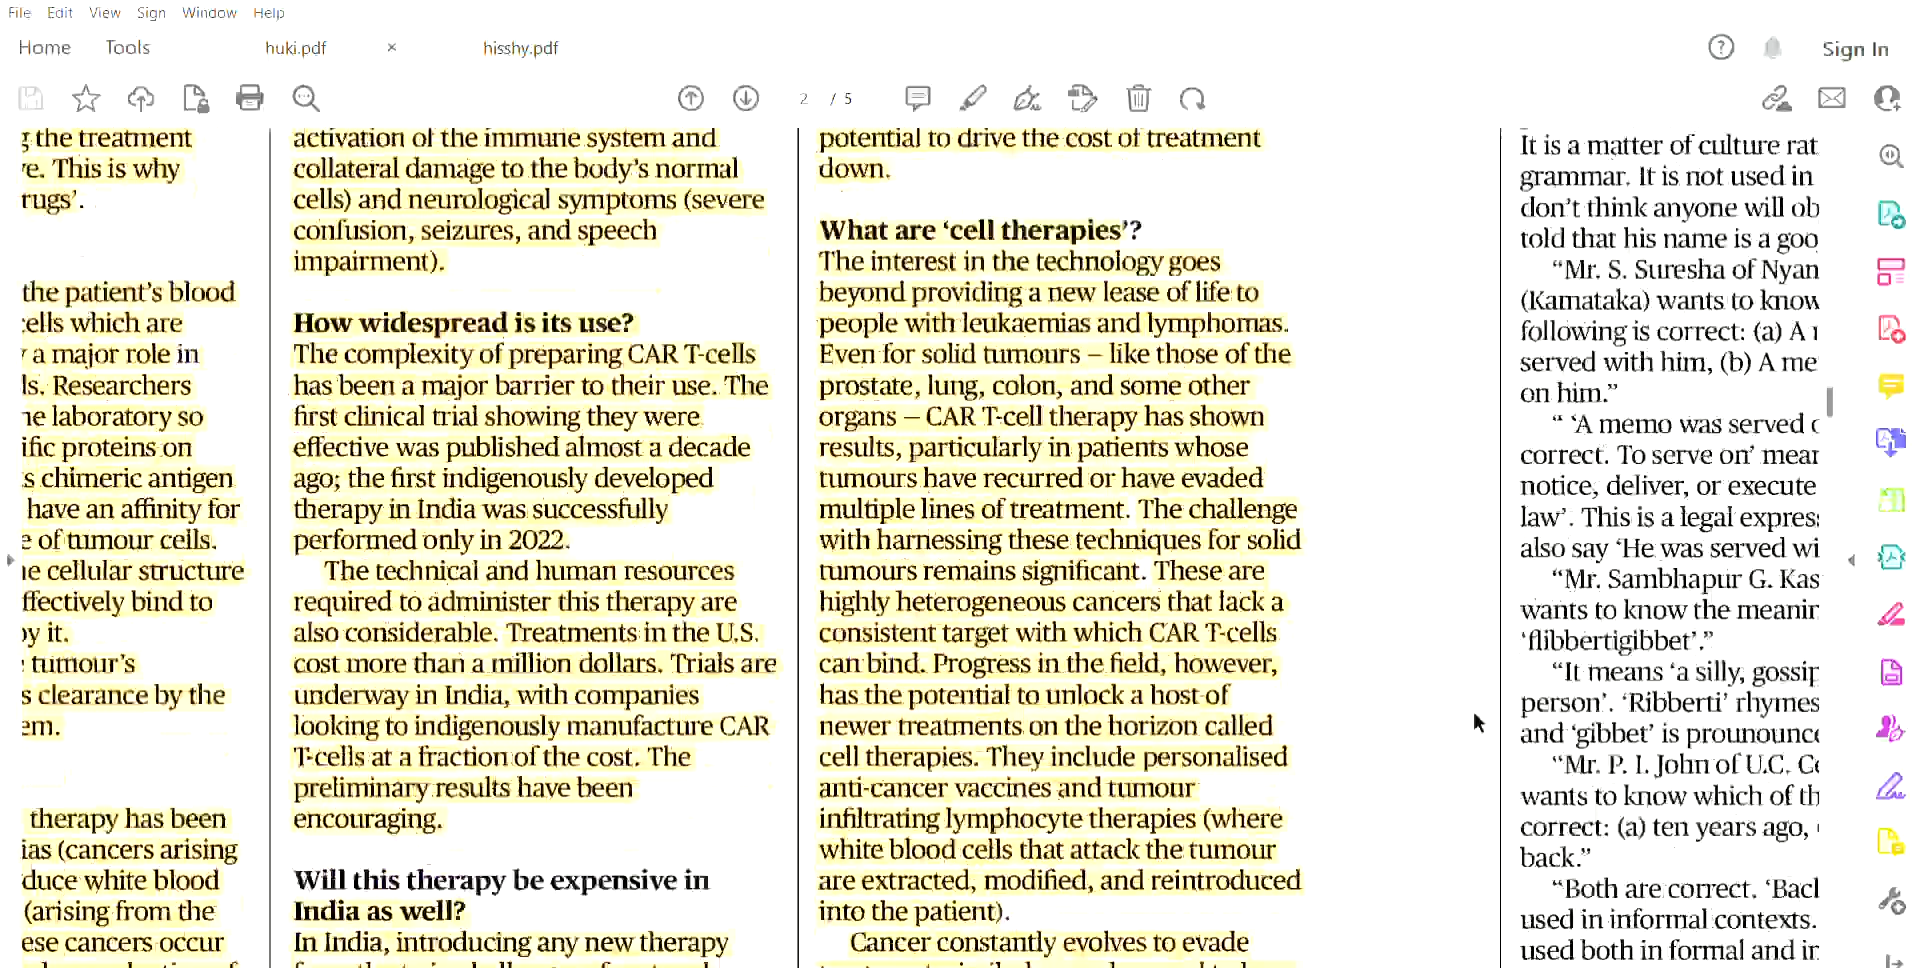 File Edit View Sign Window Help
Home Tools huki.pdf × hisshy.pdf
? Sign In
2 / 5
the treatment
This is why
rugs’.
the patient’s blood
which are
a major role in
Researchers
laboratory so
proteins on
chimeric antigen
have an affinity for
of tumour cells.
cellular structure
bind to
it.
tumour’s
clearance by the
therapy has been
(cancers arising
white blood
(arising from the
cancers occur
activation of the immune system and
collateral damage to the body’s normal
cells) and neurological symptoms (severe
confusion, seizures, and speech
impairment).
How widespread is its use?
The complexity of preparing CAR T-cells
has been a major barrier to their use. The
first clinical trial showing they were
effective was published almost a decade
ago; the first indigenously developed
therapy in India was successfully
performed only in 2022.
The technical and human resources
required to administer this therapy are
also considerable. Treatments in the U.S.
cost more than a million dollars. Trials are
underway in India, with companies
looking to indigenously manufacture CAR
T-cells at a fraction of the cost. The
preliminary results have been
encouraging.
Will this therapy be expensive in
India as well?
In India, introducing any new therapy
potential to drive the cost of treatment
down.
What are ‘cell therapies’?
The interest in the technology goes
beyond providing a new lease of life to
people with leukaemias and lymphomas.
Even for solid tumours – like those of the
prostate, lung, colon, and some other
organs – CAR T-cell therapy has shown
results, particularly in patients whose
tumours have recurred or have evaded
multiple lines of treatment. The challenge
with harnessing these techniques for solid
tumours remains significant. These are
highly heterogeneous cancers that lack a
consistent target with which CAR T-cells
can bind. Progress in the field, however,
has the potential to unlock a host of
newer treatments on the horizon called
cell therapies. They include personalised
anti-cancer vaccines and tumour
infiltrating lymphocyte therapies (where
white blood cells that attack the tumour
are extracted, modified, and reintroduced
into the patient).
Cancer constantly evolves to evade
It is a matter of culture rat
grammar. It is not used in
don’t think anyone will ob
told that his name is a goo
“Mr. S. Suresha of Nyan
(Kamataka) wants to know
following is correct: (a) A
served with him, (b) A me
on him.”
“ ‘A memo was served
correct. To serve on’ mean
notice, deliver, or execute
law’. This is a legal expres
also say ‘He was served wi
“Mr. Sambhapur G. Kas
wants to know the meanin
‘flibbertigibbet’.”
“It means ‘a silly, gossip
person’. ‘Ribberti’ rhymes
and ‘gibbet’ is prounounce
“Mr. P. I. John of U.C. Co
wants to know which of th
correct: (a) ten years ago,
back.”
“Both are correct. ‘Bacl
used in informal contexts.
used both in formal and in